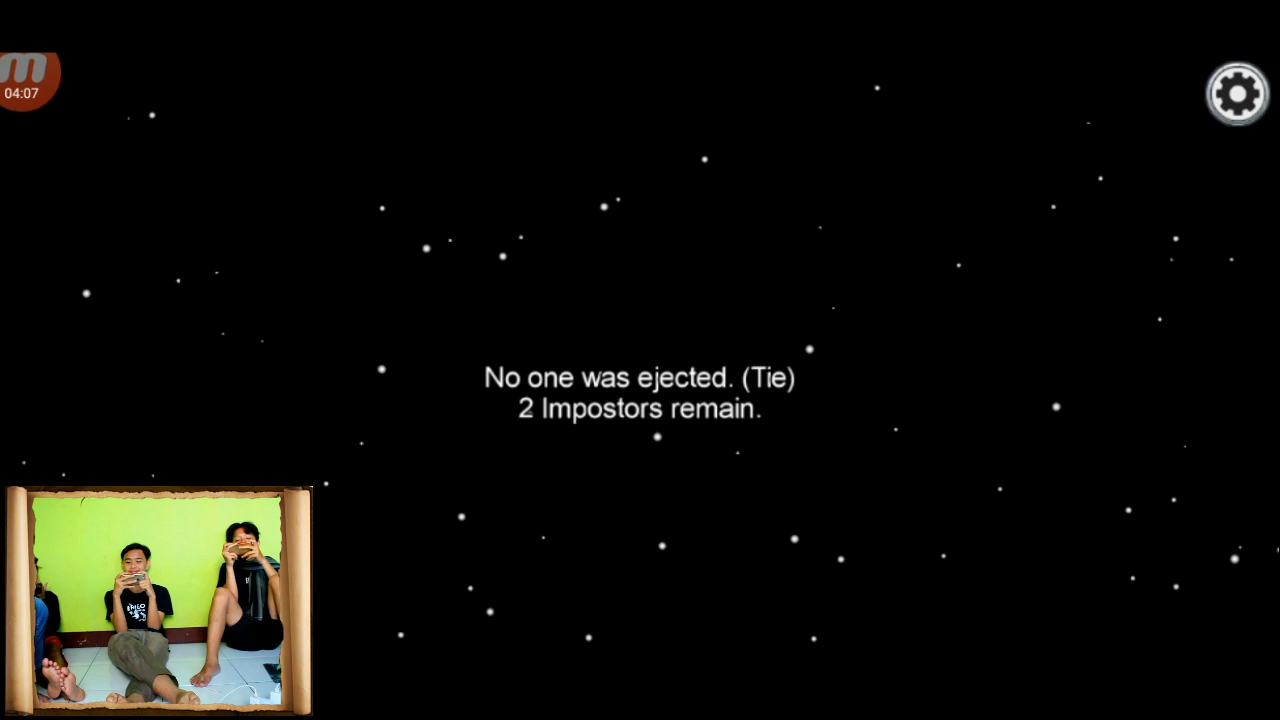 m
04:07
No one was ejected. (Tie)
2 Impostors remain.